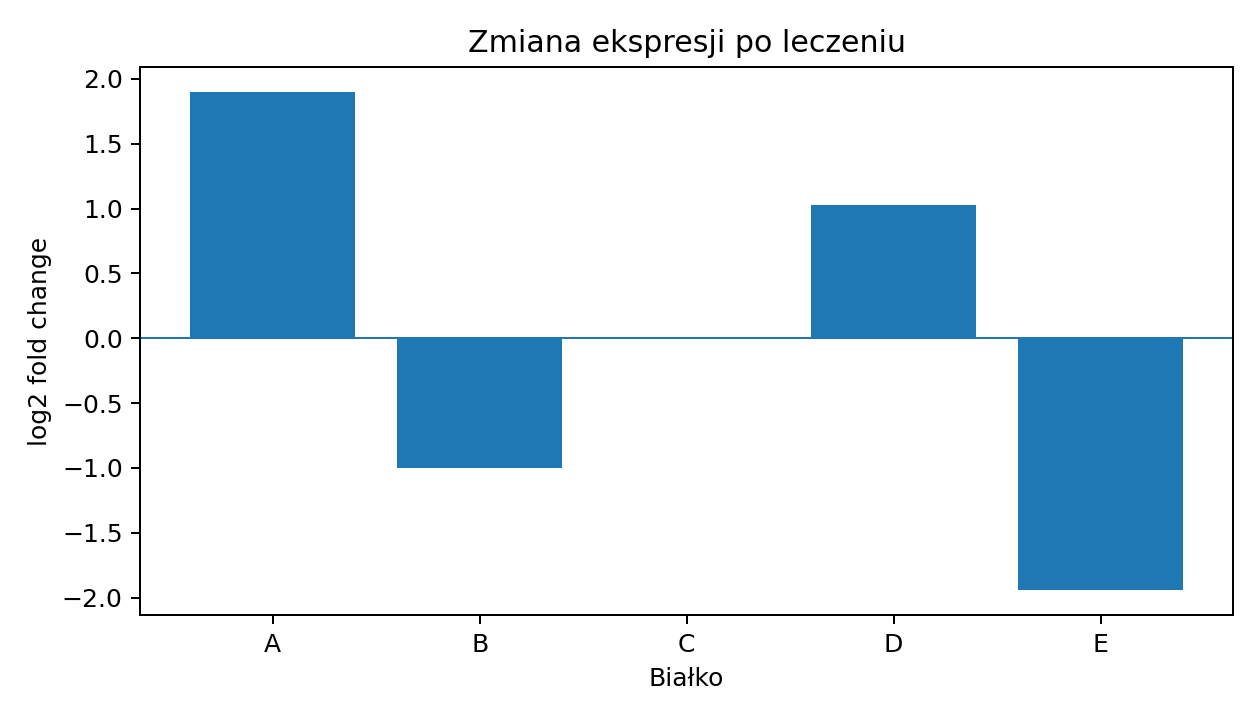 Zmiana ekspresji po leczeniu
log2 fold change
2.0
1.5
1.0
0.5
0.0
−0.5
−1.0
−1.5
−2.0
A B C D E
Białko